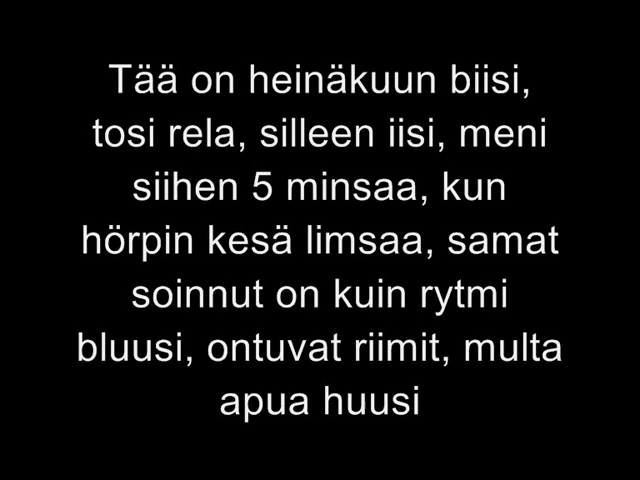 Tää on heinäkuun biisi,
tosi rela, silleen iisi, meni
siihen 5 minsaa, kun
hörpin kesä limsaa, samat
soinnut on kuin rytmi
bluusi, ontuvat riimit, multa
apua huusi